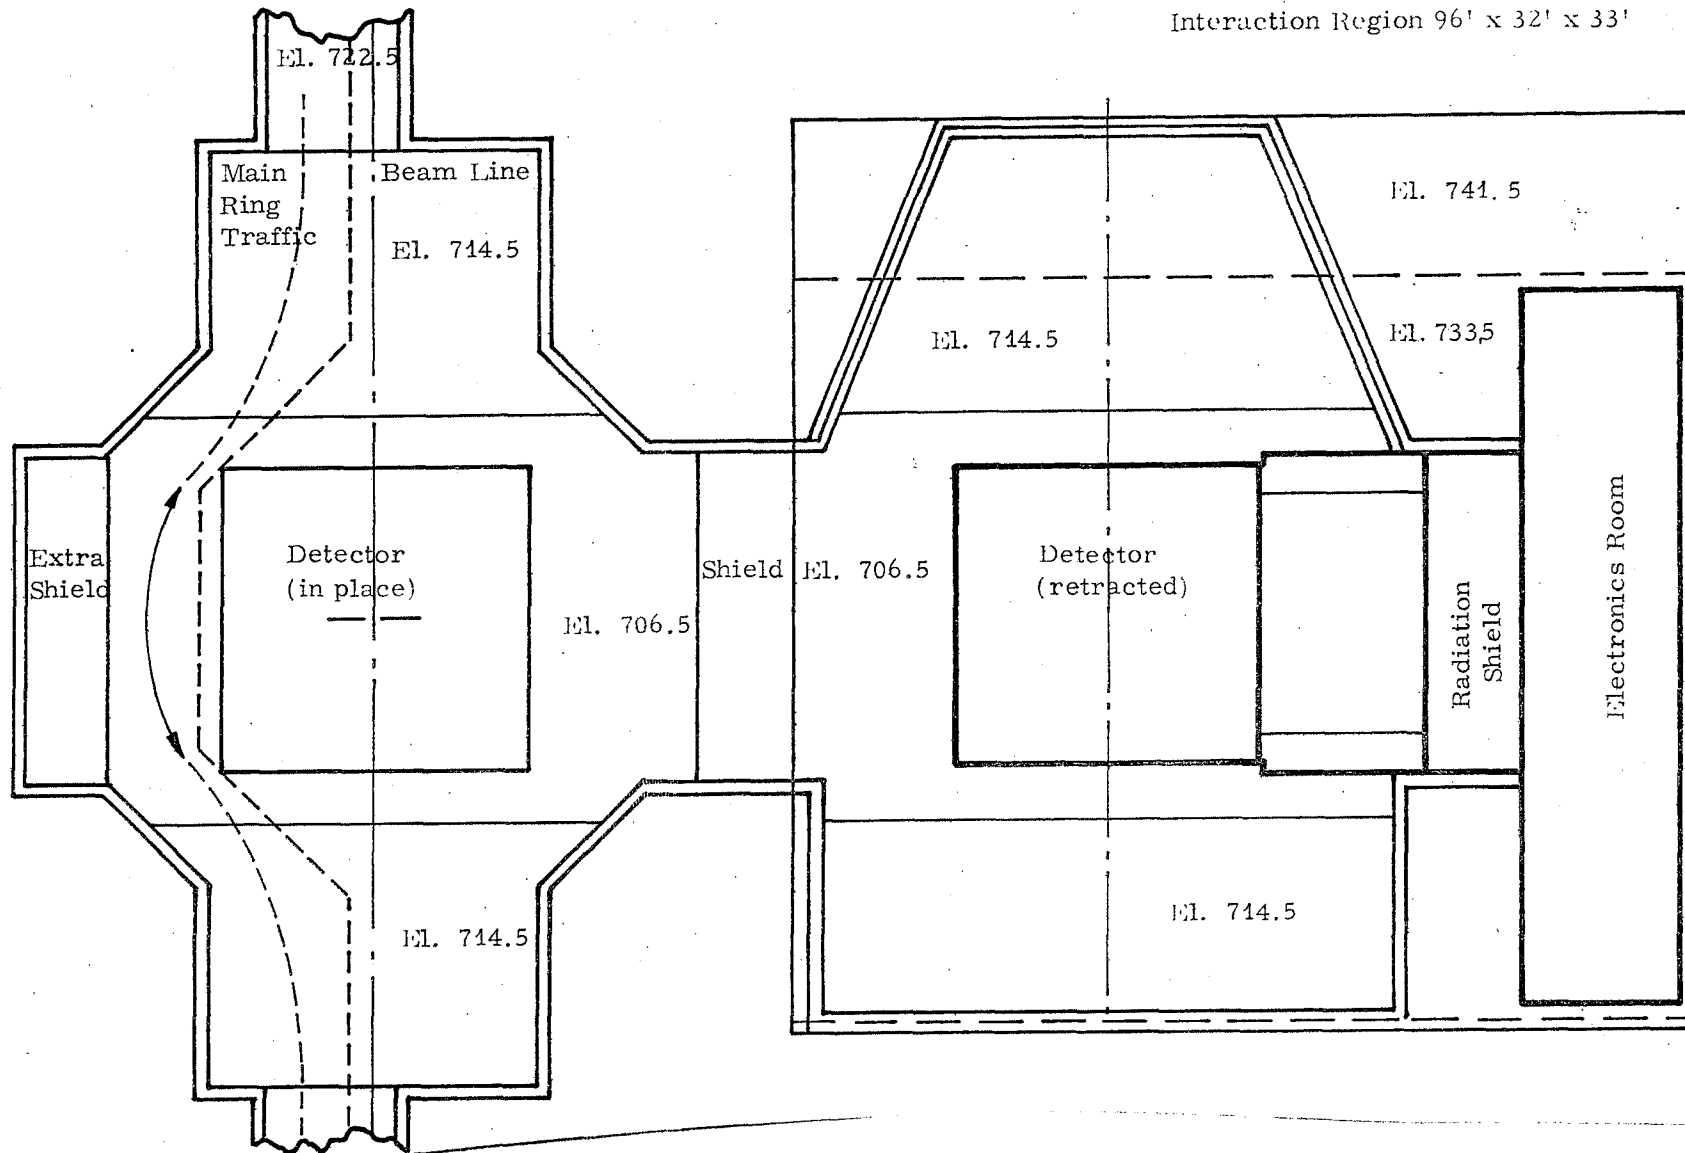 Interaction Region 96' x 32' x 33'
El. 722.5
Main
Ring
Traffic
Beam Line
El. 714.5
El. 741.5
El. 714.5
El. 733.5
Extra
Shield
Detector
(in place)
El. 706.5
Shield
El. 706.5
Detector
(retracted)
Radiation
Shield
Electronics Room
El. 714.5
El. 714.5